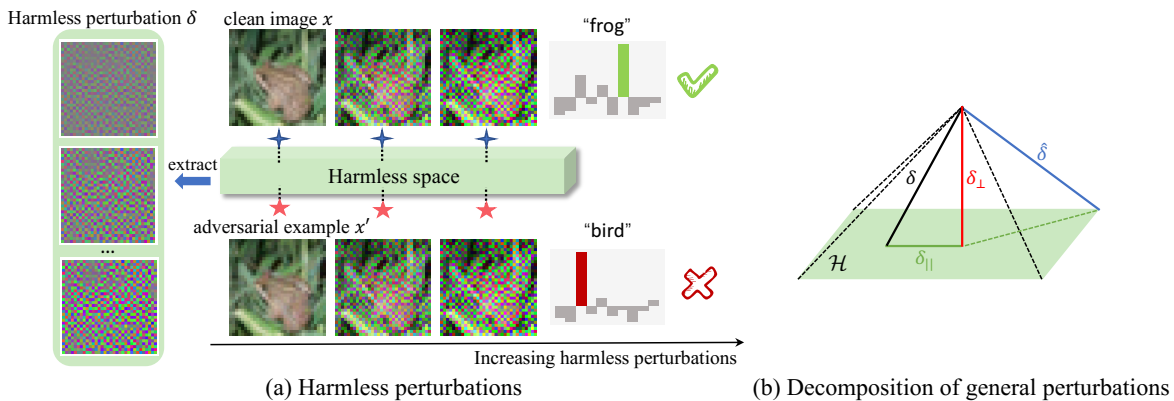 Harmless perturbation δ
clean image x
"frog"
extract
Harmless space
adversarial example x′
"bird"
...
Increasing harmless perturbations
(a) Harmless perturbations
δ
δ⊥
δ̂
δ||
ℋ
(b) Decomposition of general perturbations